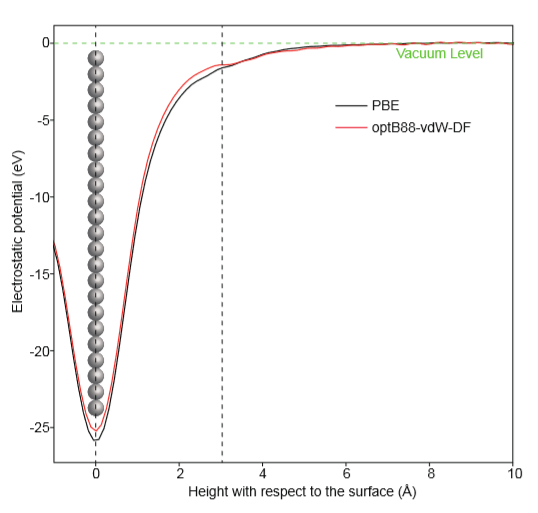 0
Vacuum Level
PBE
-5
optB88-vdW-DF
-10
-15
-20
-25
Electrostatic potential (eV)
0 2 4 6 8 10
Height with respect to the surface (Å)